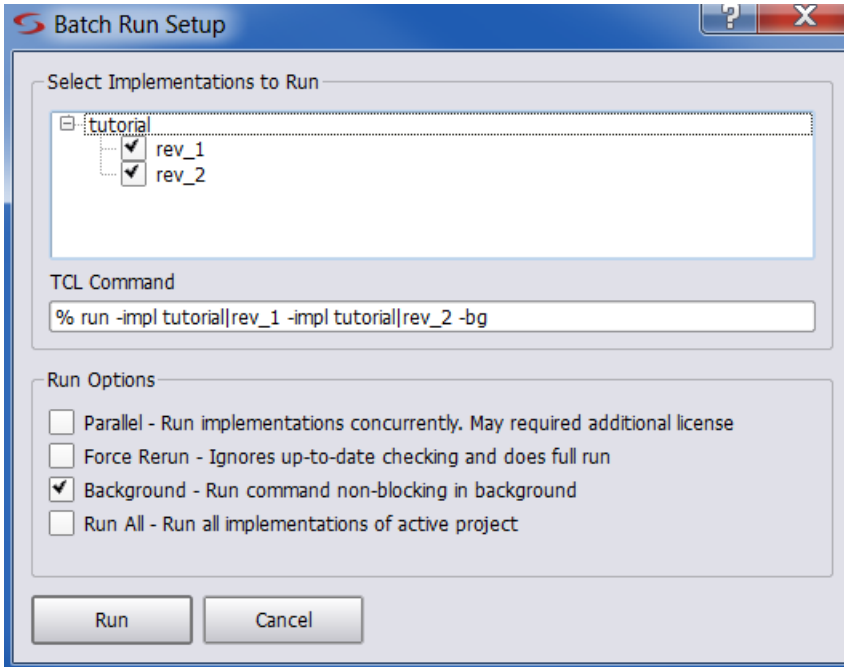 Batch Run Setup
Select Implementations to Run
tutorial
rev_1
rev_2
TCL Command
% run -impl tutorial|rev_1 -impl tutorial|rev_2 -bg
Run Options
Parallel - Run implementations concurrently. May required additional license
Force Rerun - Ignores up-to-date checking and does full run
Background - Run command non-blocking in background
Run All - Run all implementations of active project
Run Cancel